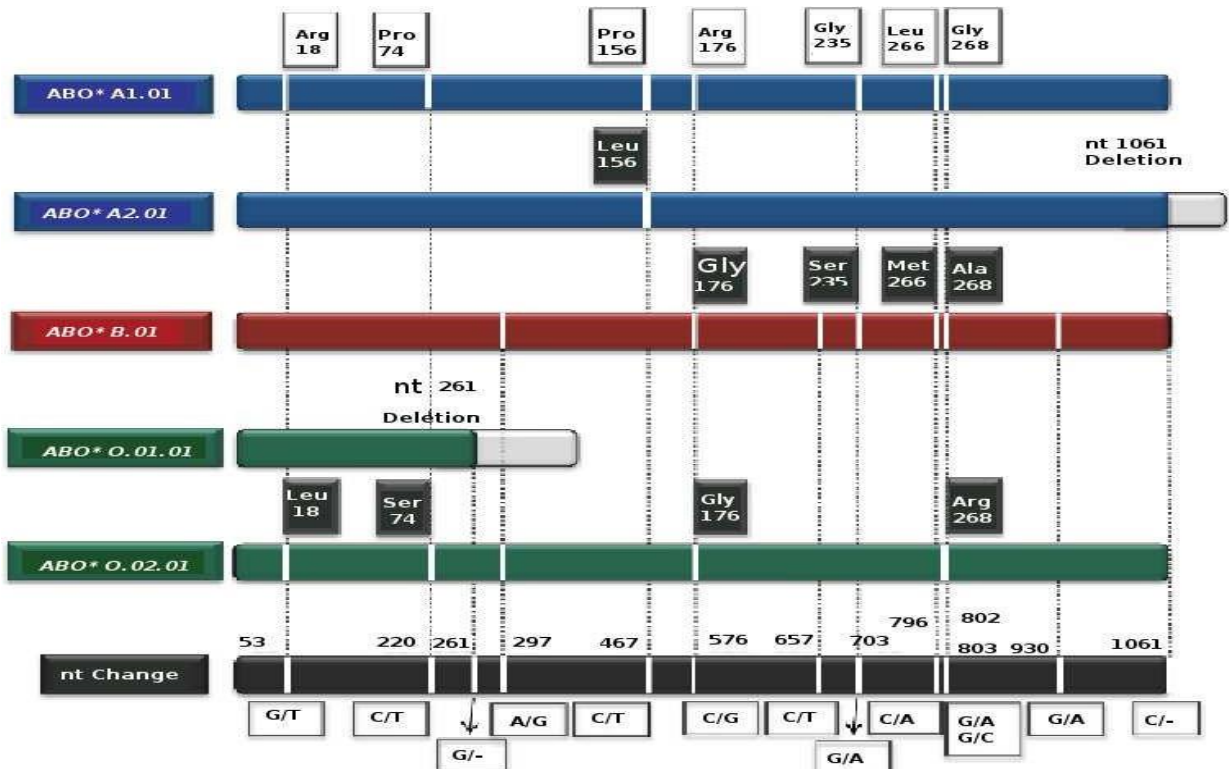 Arg
18
Pro
74
Pro
156
Arg
176
Gly
235
Leu
266
Gly
268
ABO* A1.01
Leu
156
nt 1061
Deletion
ABO* A2.01
Gly
176
Ser
235
Met
266
Ala
268
ABO* B.01
nt 261
Deletion
ABO* O.01.01
Leu
18
Ser
74
Gly
176
Arg
268
ABO* O.02.01
53 220 261 297 467 576 657 703 796 802
803 930 1061
nt Change
G/T C/T A/G C/T C/G C/T C/A G/A G/A C/-
G/C
G/- G/A